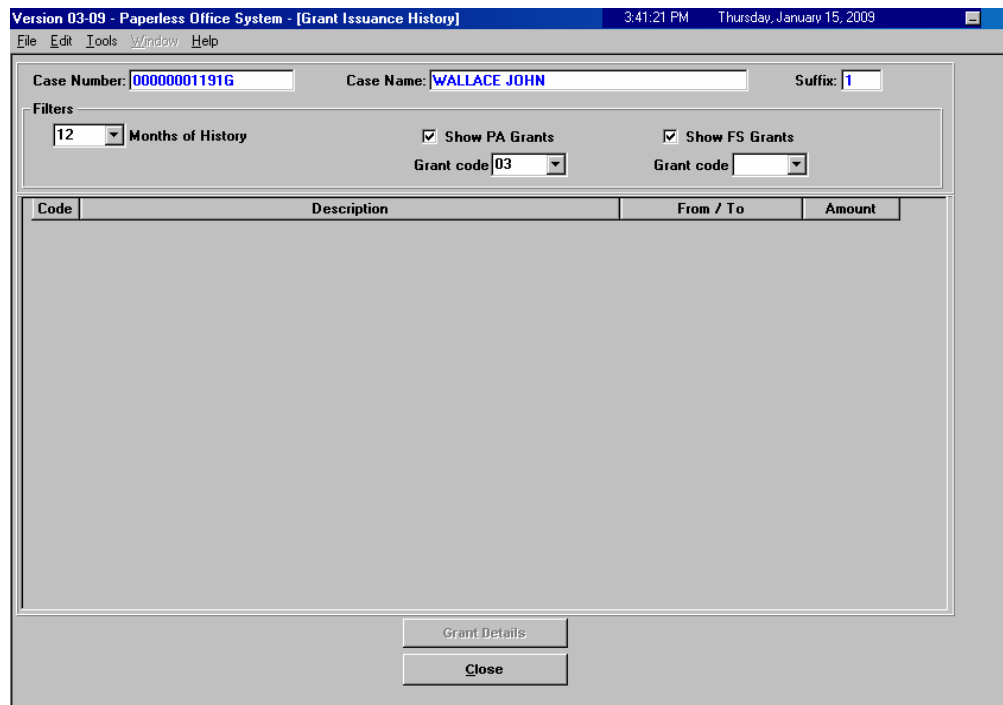 Version 03-09 - Paperless Office System - [Grant Issuance History] 3:41:21 PM Thursday, January 15, 2009
File Edit Tools Window Help
Case Number: 00000001191G Case Name: WALLACE JOHN Suffix: 1
Filters
12 Months of History Show PA Grants Show FS Grants
Grant code 03 Grant code
Code Description From / To Amount
Grant Details
Close